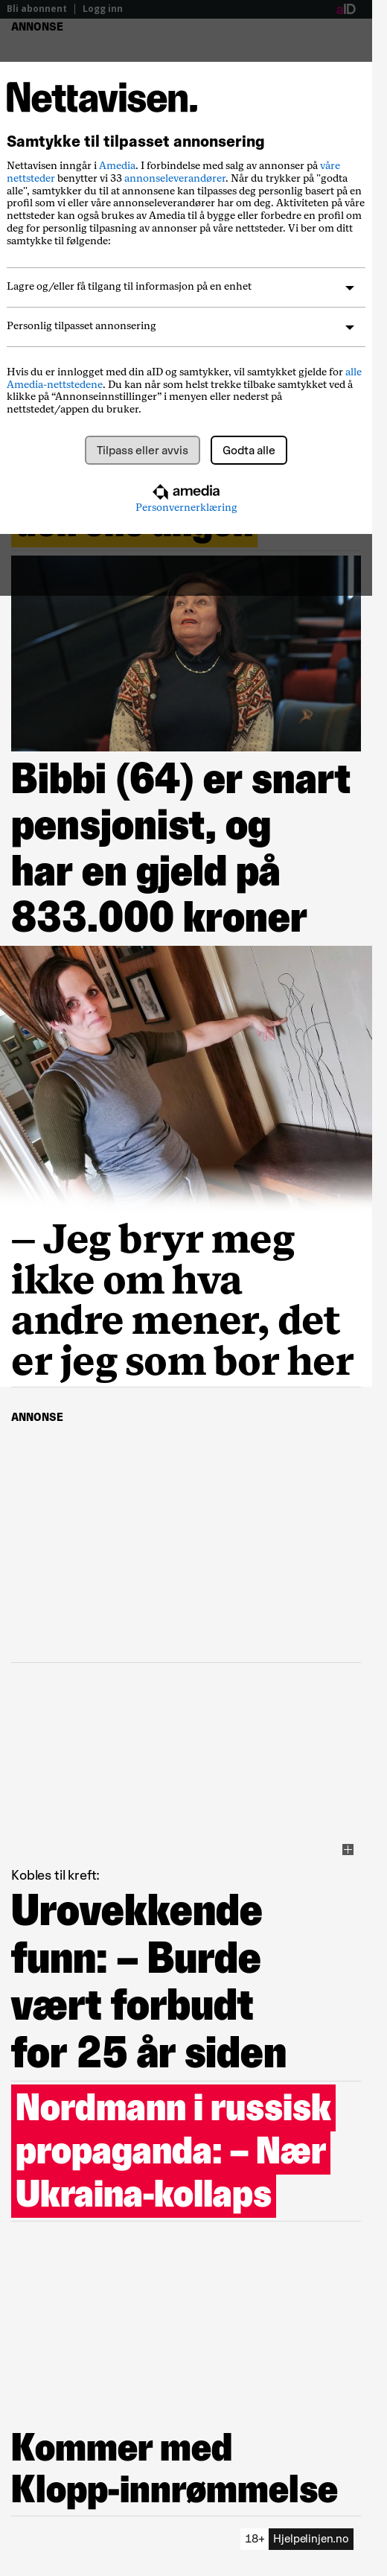 Bli abonnent | Logg inn
aID
ANNONSE
Nettavisen.
Samtykke til tilpasset annonsering
Nettavisen inngår i Amedia. I forbindelse med salg av annonser på våre
nettsteder benytter vi 33 annonseleverandører. Når du trykker på "godta
alle", samtykker du til at annonsene kan tilpasses deg personlig basert på en
profil som vi eller våre annonseleverandører har om deg. Aktiviteten på våre
nettsteder kan også brukes av Amedia til å bygge eller forbedre en profil om
deg for personlig tilpasning av annonser på våre nettsteder. Vi ber om ditt
samtykke til følgende:
Lagre og/eller få tilgang til informasjon på en enhet
Personlig tilpasset annonsering
Hvis du er innlogget med din aID og samtykker, vil samtykket gjelde for alle
Amedia-nettstedene. Du kan når som helst trekke tilbake samtykket ved å
klikke på “Annonseinnstillinger” i menyen eller nederst på
nettstedet/appen du bruker.
Tilpass eller avvis
Godta alle
amedia
Personvernerklæring
Bibbi (64) er snart
pensjonist, og
har en gjeld på
833.000 kroner
– Jeg bryr meg
ikke om hva
andre mener, det
er jeg som bor her
ANNONSE
Kobles til kreft:
Urovekkende
funn: – Burde
vært forbudt
for 25 år siden
Nordmann i russisk
propaganda: – Nær
Ukraina-kollaps
Kommer med
Klopp-innrømmelse
18+ Hjelpelinjen.no